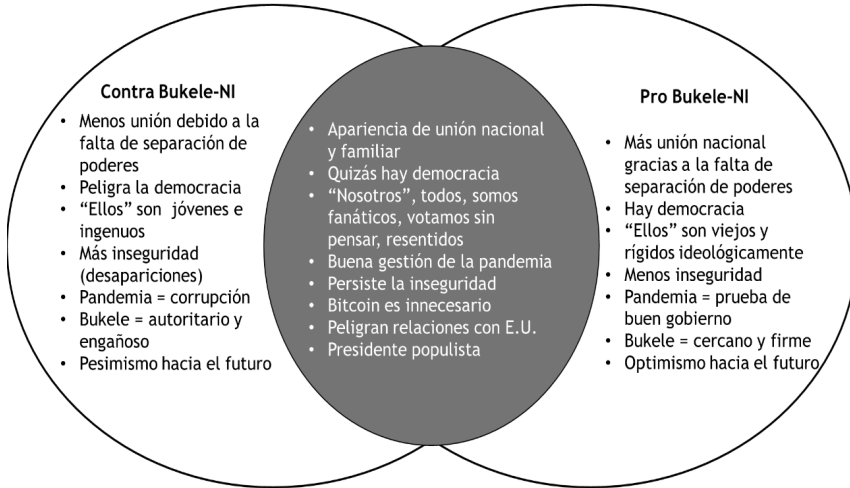 Contra Bukele-NI
• Menos unión debido a la
falta de separación de
poderes
• Peligra la democracia
• “Ellos” son jóvenes e
ingenuos
• Más inseguridad
(desapariciones)
• Pandemia = corrupción
• Bukele = autoritario y
engañoso
• Pesimismo hacia el futuro
• Apariencia de unión nacional
y familiar
• Quizás hay democracia
• “Nosotros”, todos, somos
fanáticos, votamos sin
pensar, resentidos
• Buena gestión de la pandemia
• Persiste la inseguridad
• Bitcoin es innecesario
• Peligran relaciones con E.U.
• Presidente populista
Pro Bukele-NI
• Más unión nacional
gracias a la falta de
separación de poderes
• Hay democracia
• “Ellos” son viejos y
rígidos ideológicamente
• Menos inseguridad
• Pandemia = prueba de
buen gobierno
• Bukele = cercano y firme
• Optimismo hacia el futuro